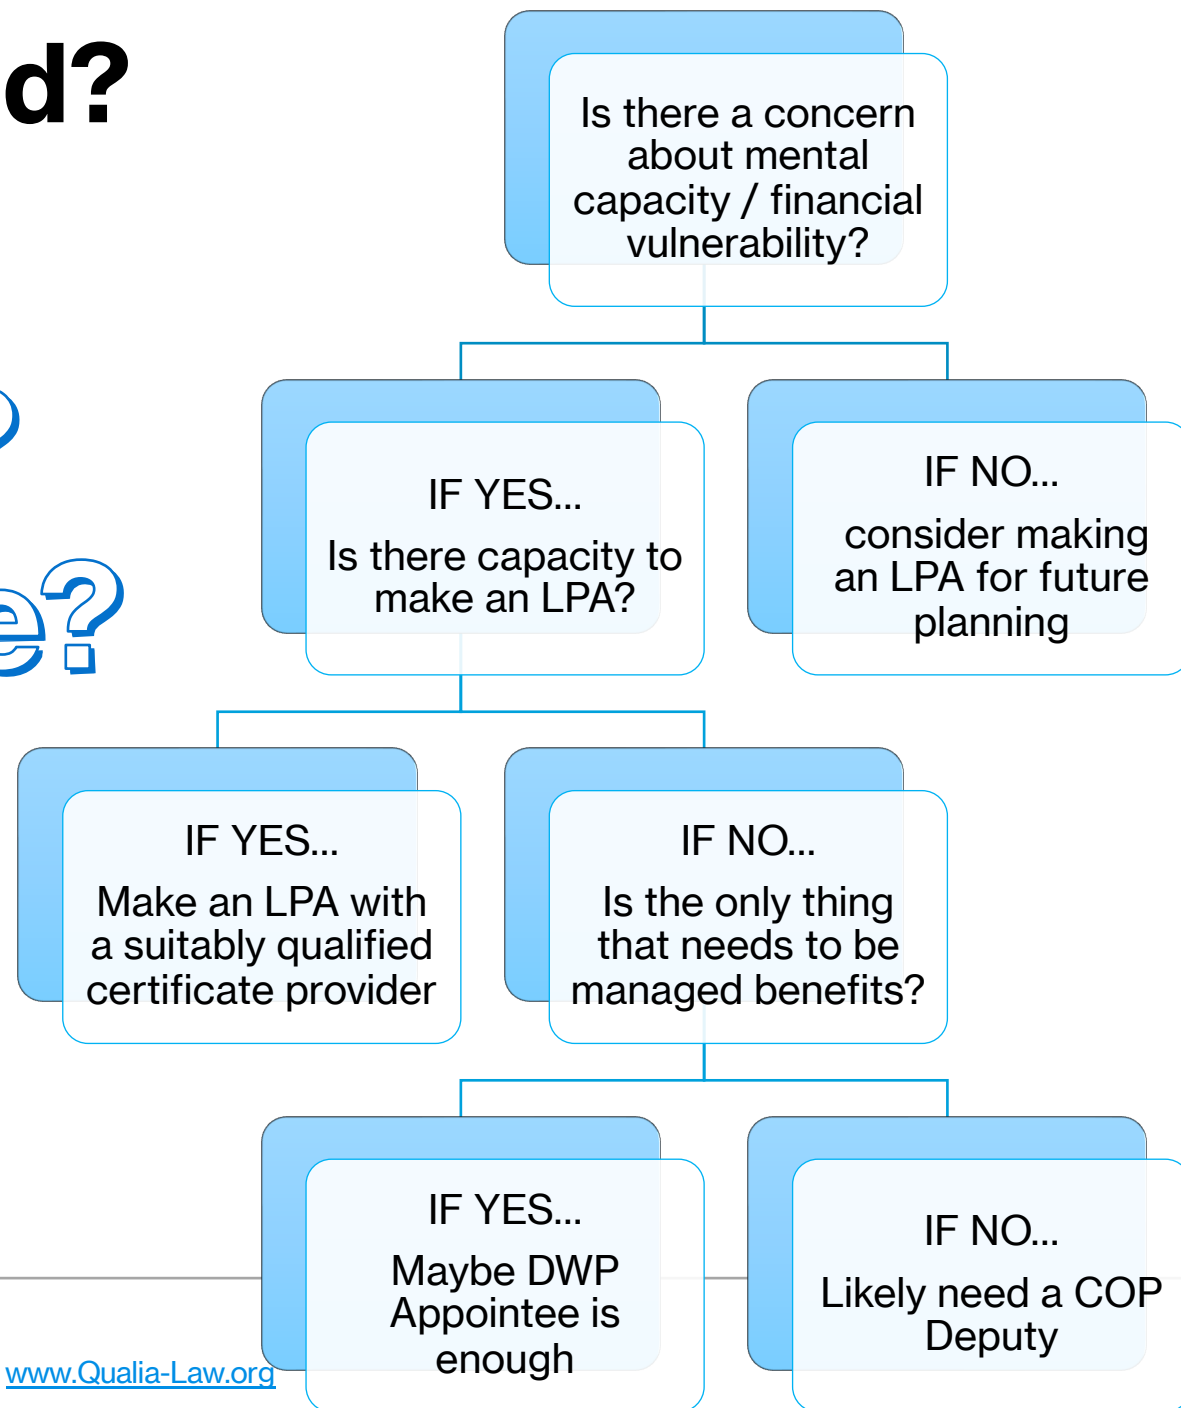 d?
?
e?
Is there a concern
about mental
capacity / financial
vulnerability?
IF YES...
Is there capacity to
make an LPA?
IF NO...
consider making
an LPA for future
planning
IF YES...
Make an LPA with
a suitably qualified
certificate provider
IF NO...
Is the only thing
that needs to be
managed benefits?
IF YES...
Maybe DWP
Appointee is
enough
IF NO...
Likely need a COP
Deputy
www.Qualia-Law.org